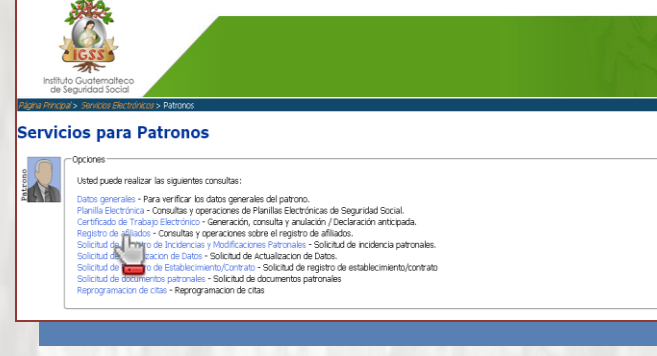 IGSS
Instituto Guatemalteco
de Seguridad Social
Página Principal > Servicios Electrónicos > Patronos
Servicios para Patronos
Patrono
Opciones
Usted puede realizar las siguientes consultas:
Datos generales - Para verificar los datos generales del patrono.
Planilla Electrónica - Consultas y operaciones de Planillas Electrónicas de Seguridad Social.
Certificado de Trabajo Electrónico - Generación, consulta y anulación / Declaración anticipada.
Registro de afiliados - Consultas y operaciones sobre el registro de afiliados.
Solicitud de de Incidencias y Modificaciones Patronales - Solicitud de incidencia patronales.
Solicitud de de Datos - Solicitud de Actualizacion de Datos.
Solicitud de de Establecimiento/Contrato - Solicitud de registro de establecimiento/contrato
Solicitud de documentos patronales - Solicitud de documentos patronales
Reprogramacion de citas - Reprogramacion de citas